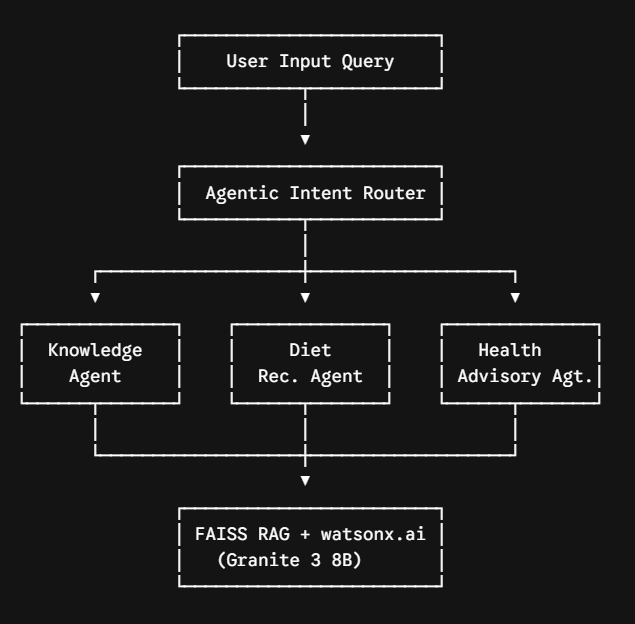 User Input Query
Agentic Intent Router
Knowledge
Agent
Diet
Rec. Agent
Health
Advisory Agt.
FAISS RAG + watsonx.ai
(Granite 3 8B)